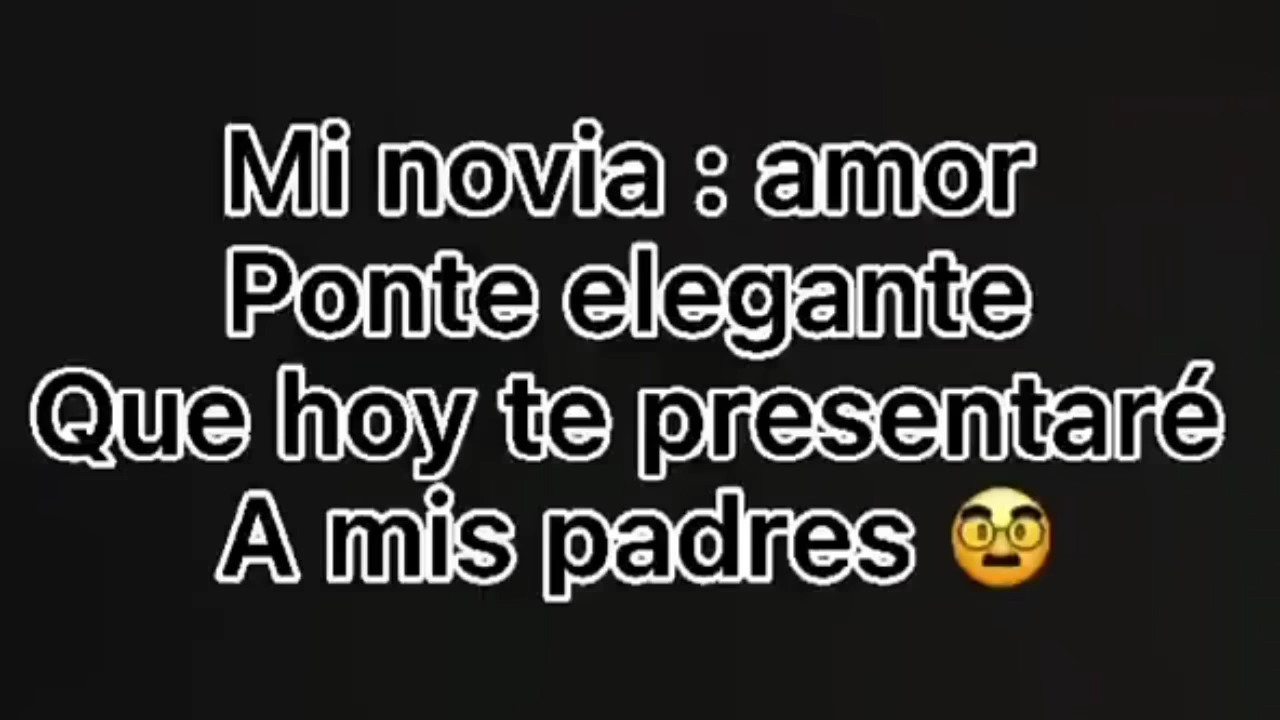 Mi novia : amor
Ponte elegante
Que hoy te presentaré
A mis padres 🥸